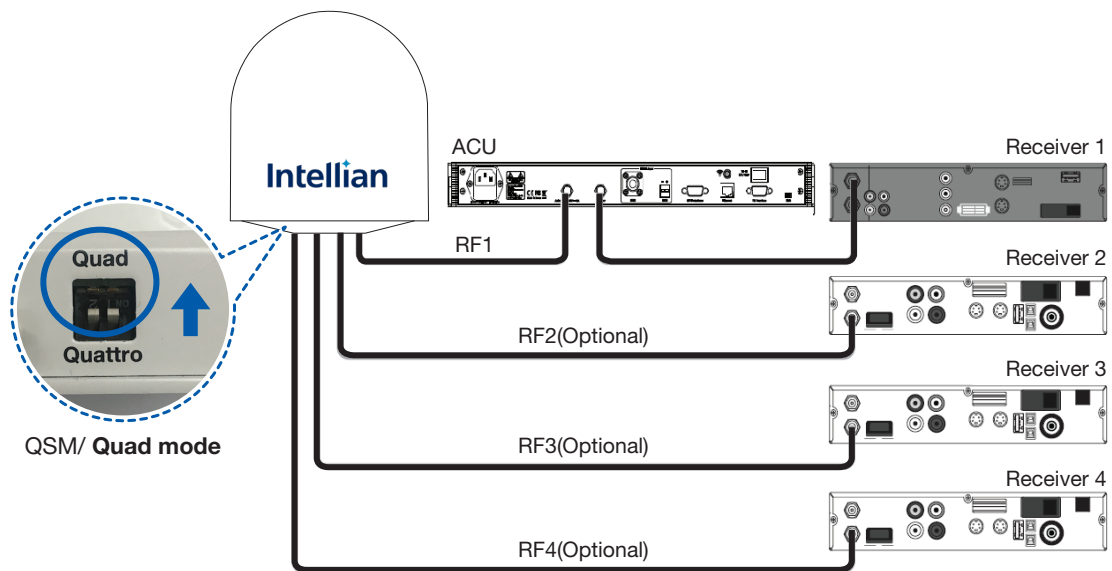 Intellian
ACU
Receiver 1
RF1
Receiver 2
Quad
Quattro
QSM/ Quad mode
RF2(Optional)
Receiver 3
RF3(Optional)
Receiver 4
RF4(Optional)